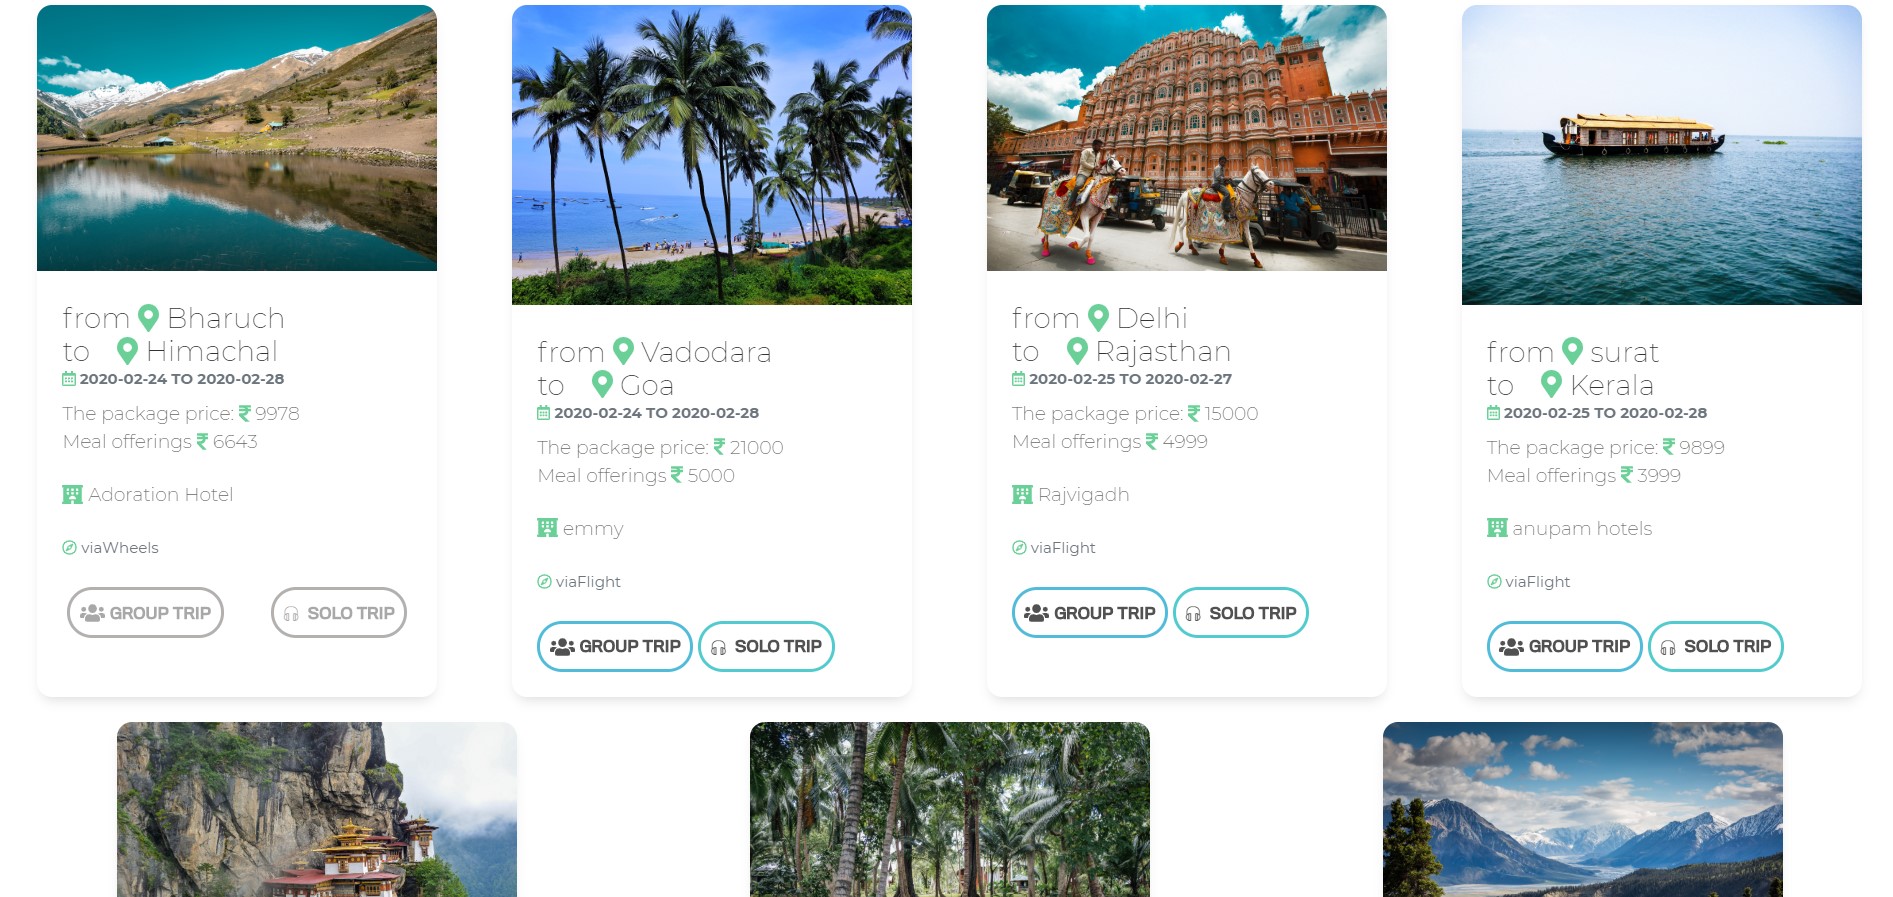 from Bharuch
to Himachal
2020-02-24 TO 2020-02-28
The package price: ₹ 9978
Meal offerings ₹ 6643
Adoration Hotel
viaWheels
GROUP TRIP
SOLO TRIP
from Vadodara
to Goa
2020-02-24 TO 2020-02-28
The package price: ₹ 21000
Meal offerings ₹ 5000
emmy
viaFlight
GROUP TRIP
SOLO TRIP
from Delhi
to Rajasthan
2020-02-25 TO 2020-02-27
The package price: ₹ 15000
Meal offerings ₹ 4999
Rajvigadh
viaFlight
GROUP TRIP
SOLO TRIP
from surat
to Kerala
2020-02-25 TO 2020-02-28
The package price: ₹ 9899
Meal offerings ₹ 3999
anupam hotels
viaFlight
GROUP TRIP
SOLO TRIP